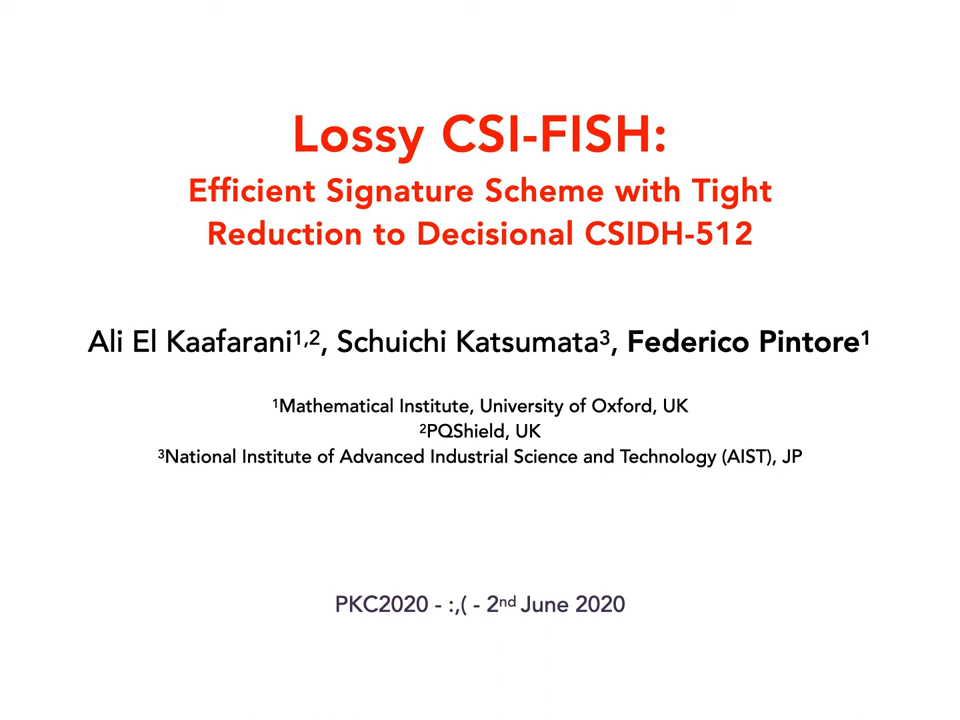 Lossy CSI-FISH:
Efficient Signature Scheme with Tight
Reduction to Decisional CSIDH-512
Ali El Kaafarani1,2, Schuichi Katsumata3, Federico Pintore1
1Mathematical Institute, University of Oxford, UK
2PQShield, UK
3National Institute of Advanced Industrial Science and Technology (AIST), JP
PKC2020 - :,( - 2nd June 2020